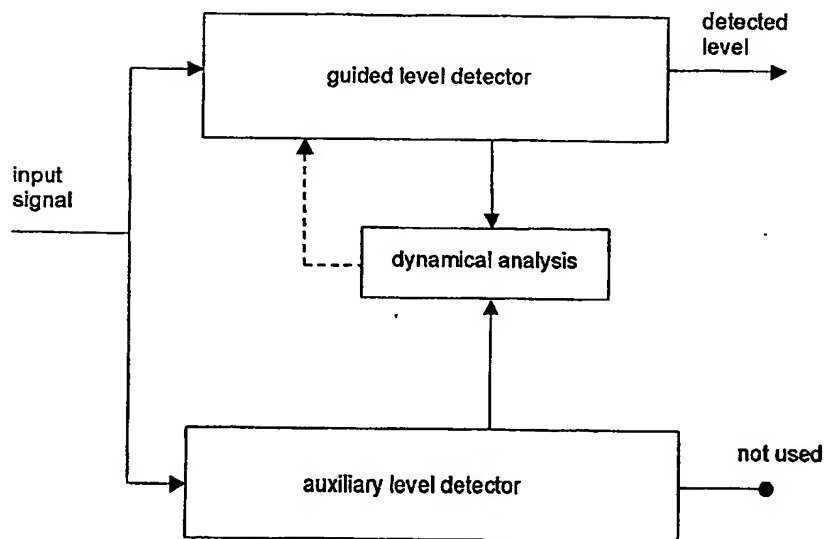 detected
level
guided level detector
input
signal
dynamical analysis
not used
auxiliary level detector